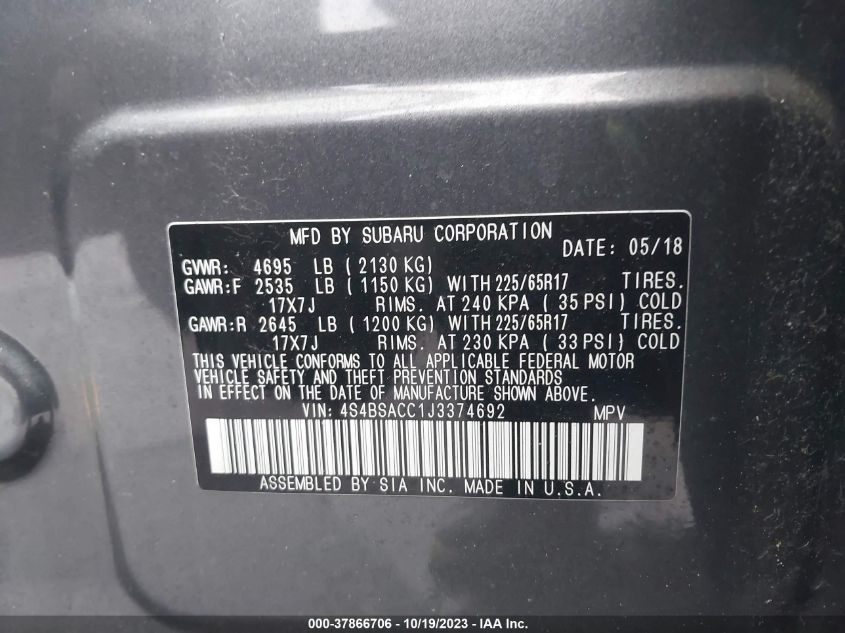 MFD BY SUBARU CORPORATION DATE: 05/18
GVWR: 4695 LB ( 2130 KG)
GAWR:F 2535 LB ( 1150 KG) WITH 225/65R17 TIRES.
17X7J RIMS. AT 240 KPA ( 35 PSI) COLD
GAWR:R 2645 LB ( 1200 KG) WITH 225/65R17 TIRES.
17X7J RIMS. AT 230 KPA ( 33 PSI) COLD
THIS VEHICLE CONFORMS TO ALL APPLICABLE FEDERAL MOTOR
VEHICLE SAFETY AND THEFT PREVENTION STANDARDS
IN EFFECT ON THE DATE OF MANUFACTURE SHOWN ABOVE.
VIN: 4S4BSACC1J3374692 MPV
ASSEMBLED BY SIA INC. MADE IN U.S.A.
000-37866706 - 10/19/2023 - IAA Inc.